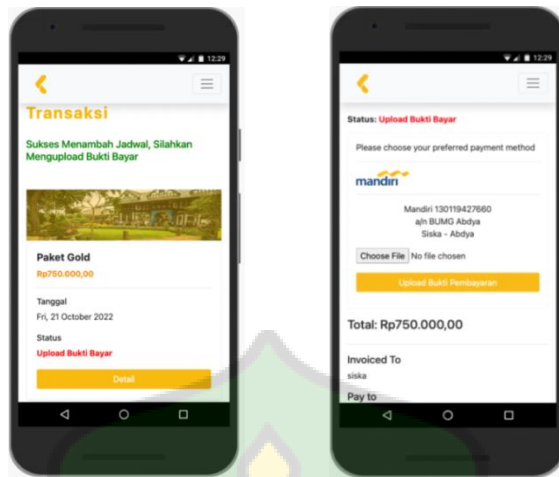 12:29
Transaksi
Sukses Menambah Jadwal, Silahkan
Mengupload Bukti Bayar
Paket Gold
Rp750.000,00
Tanggal
Fri, 21 October 2022
Status
Upload Bukti Bayar
Detail
12:29
Status: Upload Bukti Bayar
Please choose your preferred payment method
mandiri
Mandiri 130119427660
a/n BUMG Abdya
Siska - Abdya
Choose File No file chosen
Upload Bukti Pembayaran
Total: Rp750.000,00
Invoiced To
siska
Pay to